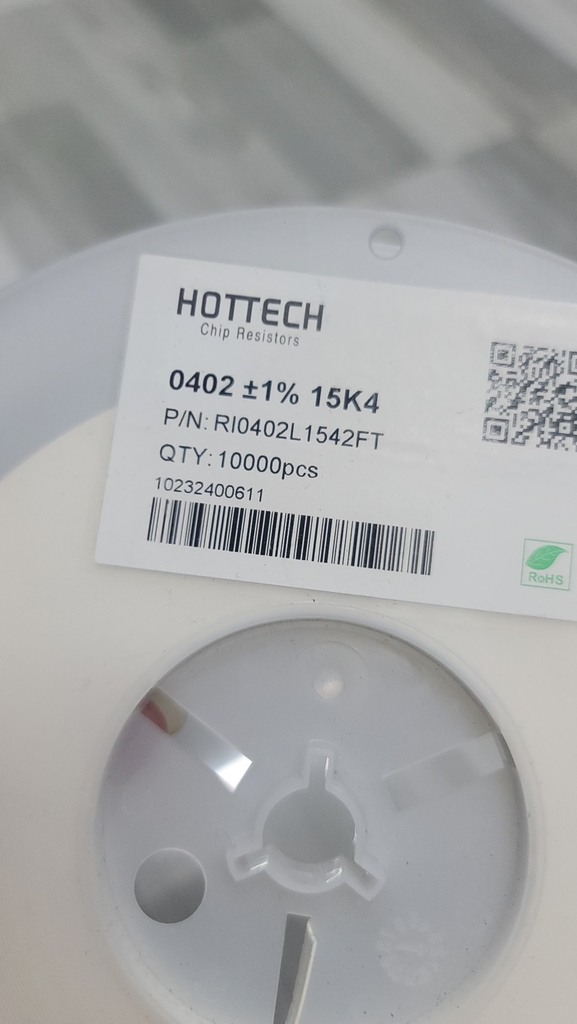 HOTTECH
Chip Resistors
0402 ±1% 15K4
P/N: RI0402L1542FT
QTY: 10000pcs
10232400611
RoHS